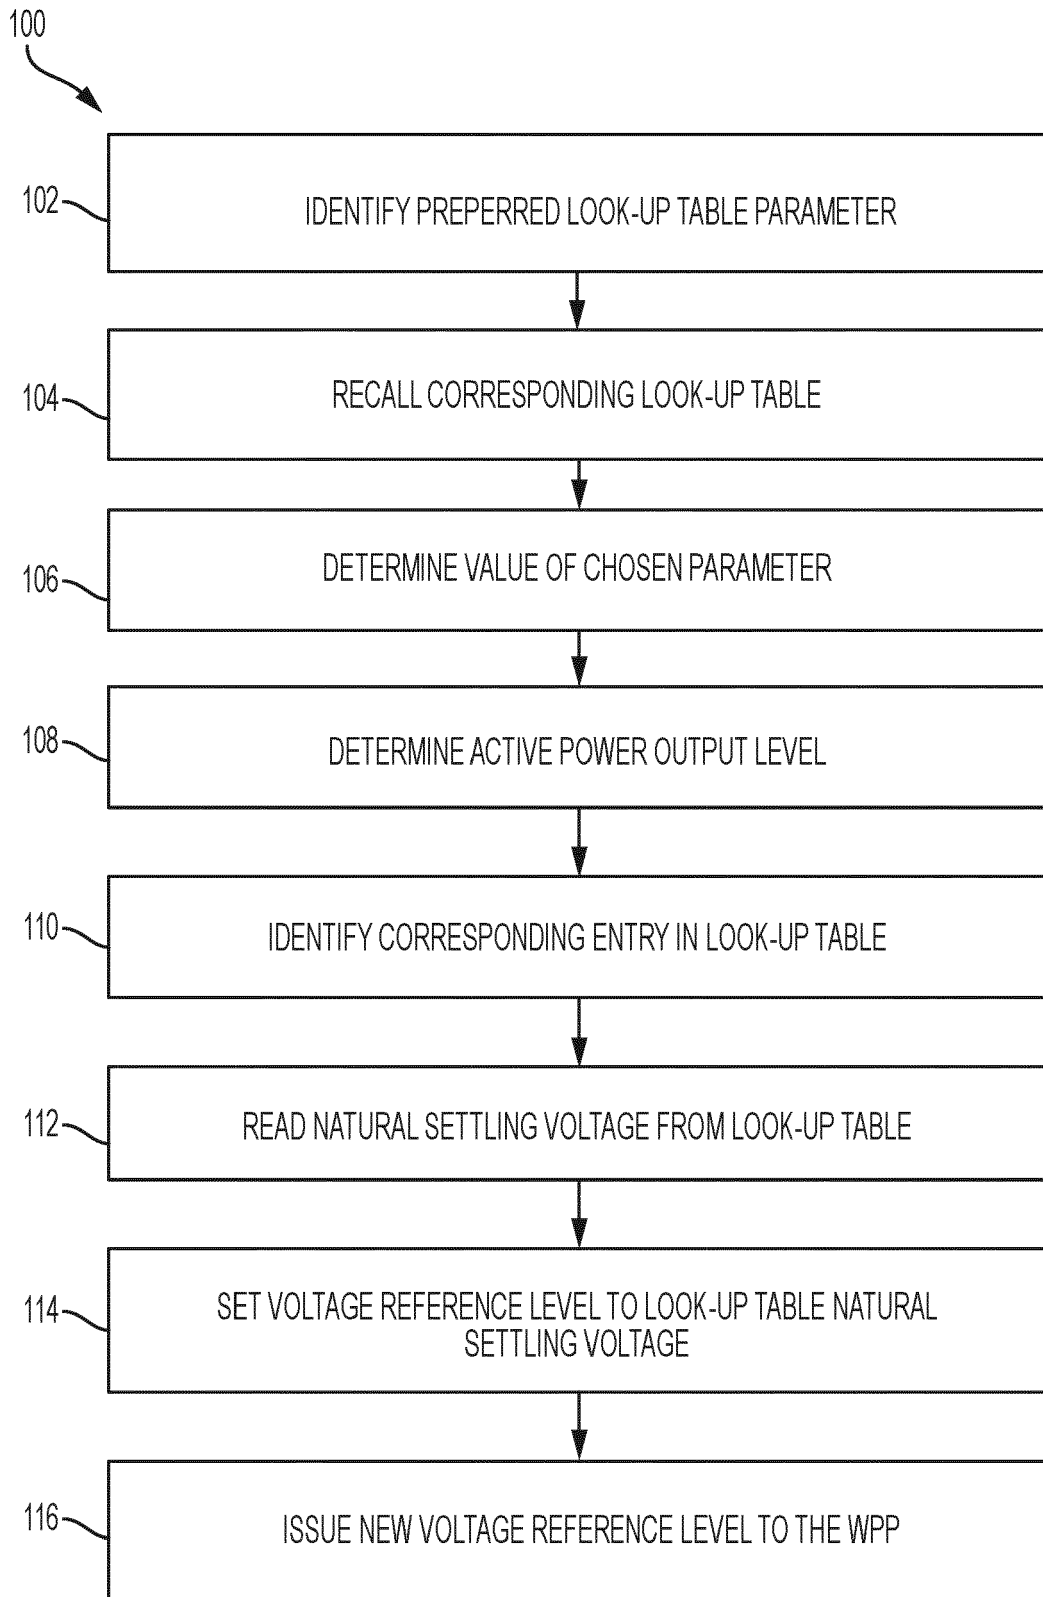 100
102
IDENTIFY PREPERRED LOOK-UP TABLE PARAMETER
104
RECALL CORRESPONDING LOOK-UP TABLE
106
DETERMINE VALUE OF CHOSEN PARAMETER
108
DETERMINE ACTIVE POWER OUTPUT LEVEL
110
IDENTIFY CORRESPONDING ENTRY IN LOOK-UP TABLE
112
READ NATURAL SETTLING VOLTAGE FROM LOOK-UP TABLE
114
SET VOLTAGE REFERENCE LEVEL TO LOOK-UP TABLE NATURAL
SETTLING VOLTAGE
116
ISSUE NEW VOLTAGE REFERENCE LEVEL TO THE WPP